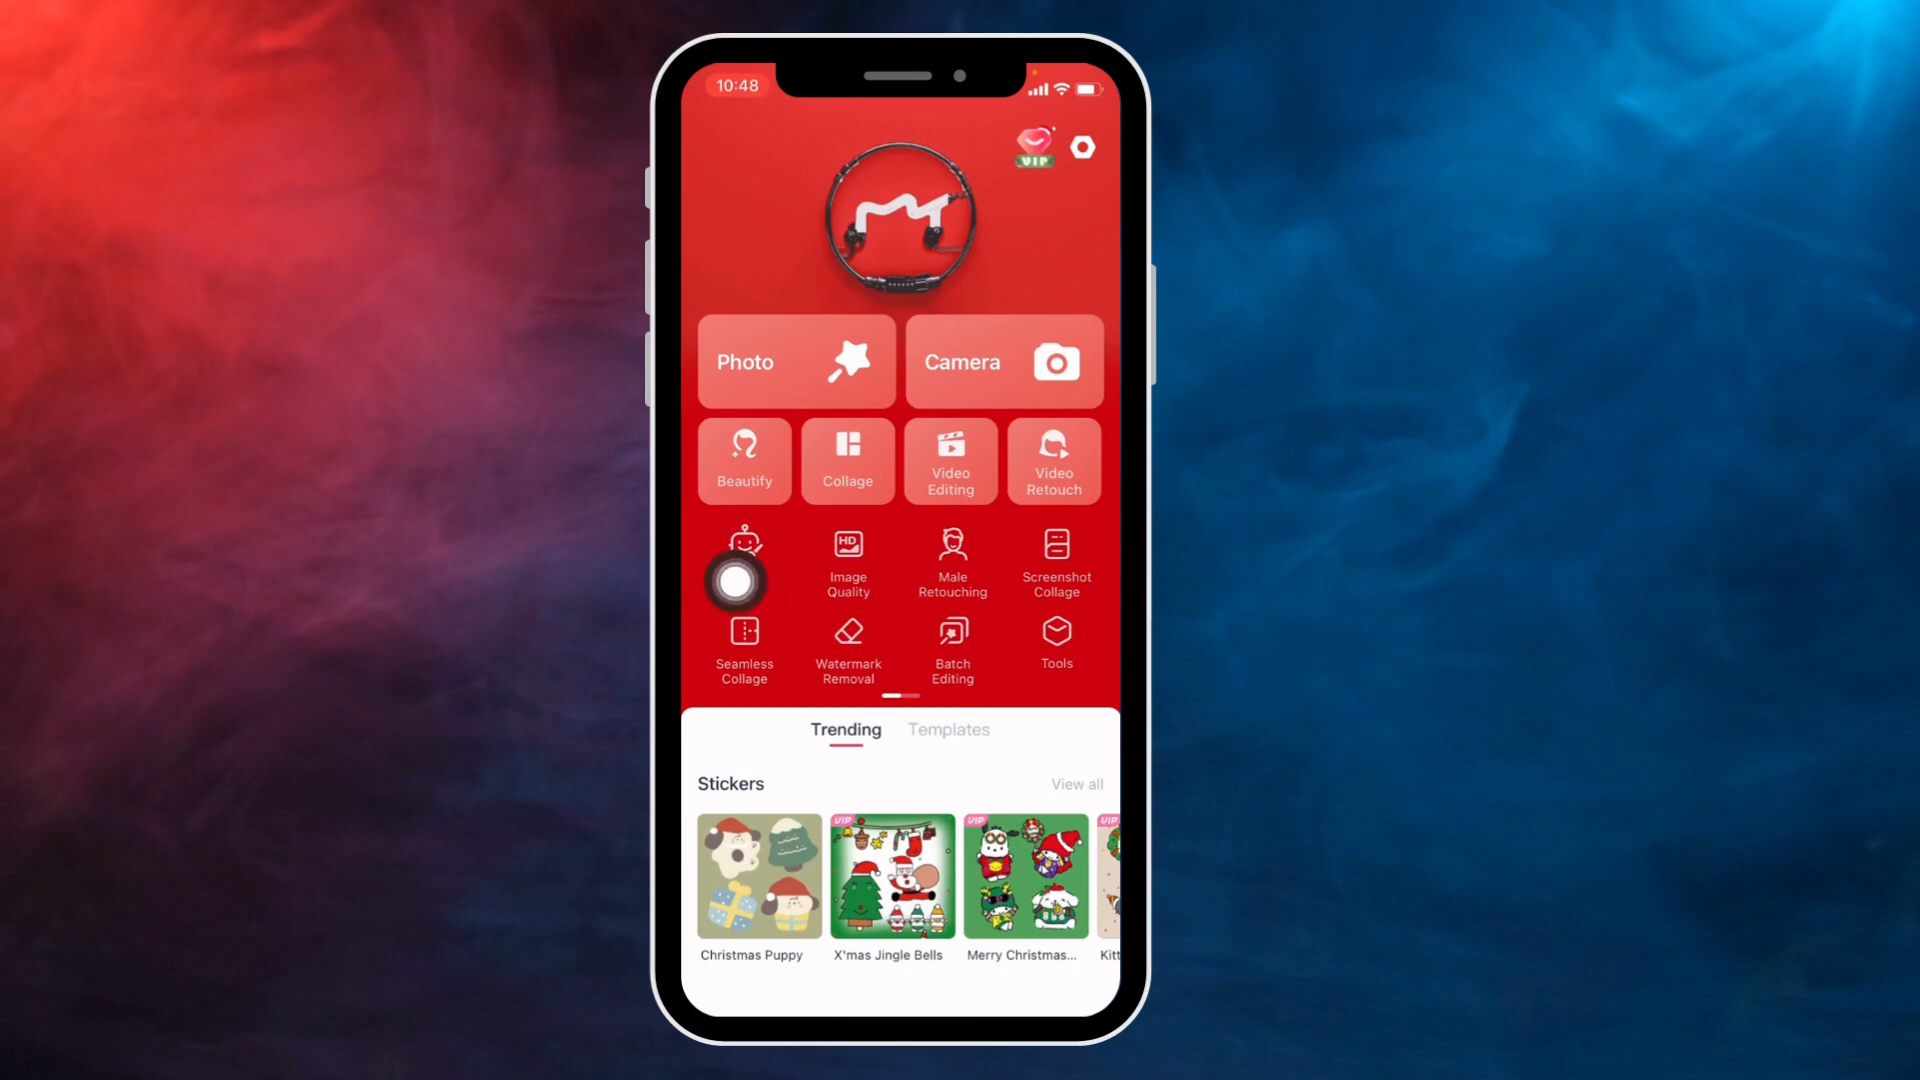 10:48
VIP
Photo
Camera
Beautify
Collage
Video
Editing
Video
Retouch
HD
Image
Quality
Male
Retouching
Screenshot
Collage
Seamless
Collage
Watermark
Removal
Batch
Editing
Tools
Trending
Templates
Stickers
View all
VIP
VIP
VIP
Christmas Puppy
X'mas Jingle Bells
Merry Christmas...
Kitt